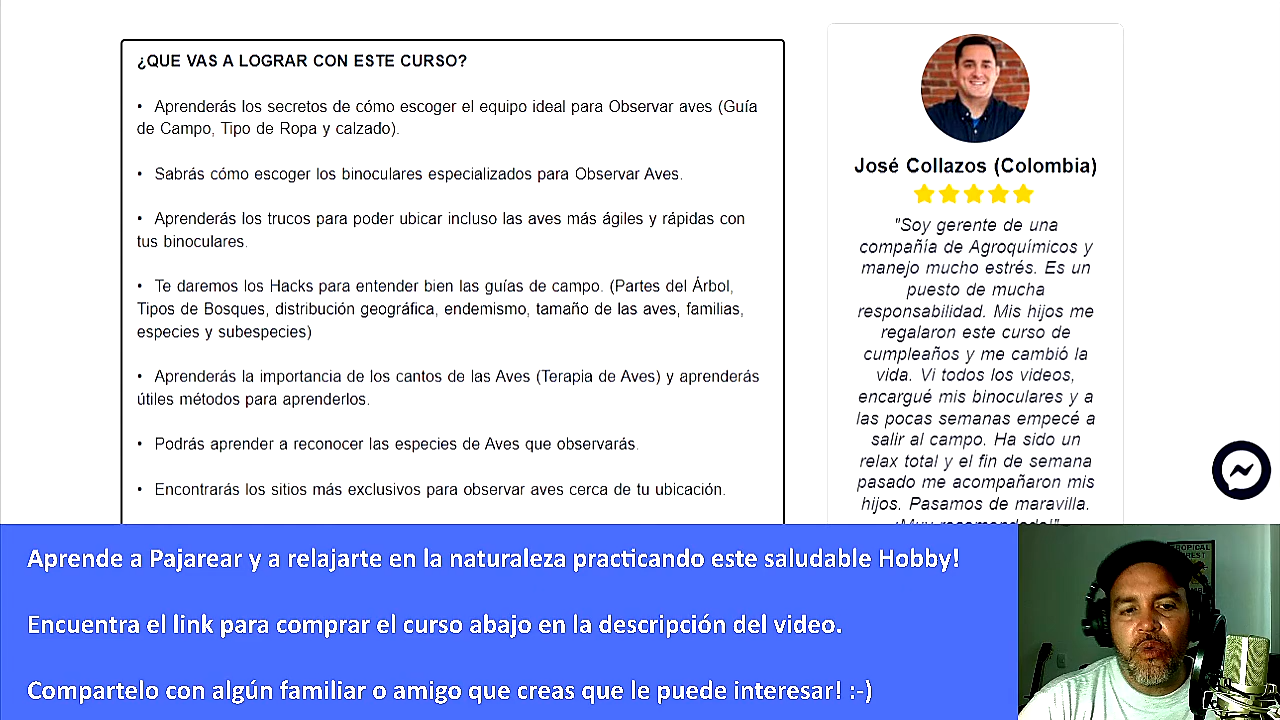 ¿QUE VAS A LOGRAR CON ESTE CURSO?
• Aprenderás los secretos de cómo escoger el equipo ideal para Observar aves (Guía
de Campo, Tipo de Ropa y calzado).
• Sabrás cómo escoger los binoculares especializados para Observar Aves.
• Aprenderás los trucos para poder ubicar incluso las aves más ágiles y rápidas con
tus binoculares.
• Te daremos los Hacks para entender bien las guías de campo. (Partes del Árbol,
Tipos de Bosques, distribución geográfica, endemismo, tamaño de las aves, familias,
especies y subespecies)
• Aprenderás la importancia de los cantos de las Aves (Terapia de Aves) y aprenderás
útiles métodos para aprenderlos.
• Podrás aprender a reconocer las especies de Aves que observarás.
• Encontrarás los sitios más exclusivos para observar aves cerca de tu ubicación.
José Collazos (Colombia)
"Soy gerente de una
compañía de Agroquímicos y
manejo mucho estrés. Es un
puesto de mucha
responsabilidad. Mis hijos me
regalaron este curso de
cumpleaños y me cambió la
vida. Vi todos los videos,
encargué mis binoculares y a
las pocas semanas empecé a
salir al campo. Ha sido un
relax total y el fin de semana
pasado me acompañaron mis
hijos. Pasamos de maravilla.
Aprende a Pajarear y a relajarte en la naturaleza practicando este saludable Hobby!
Encuentra el link para comprar el curso abajo en la descripción del video.
Compartelo con algún familiar o amigo que creas que le puede interesar! :-)